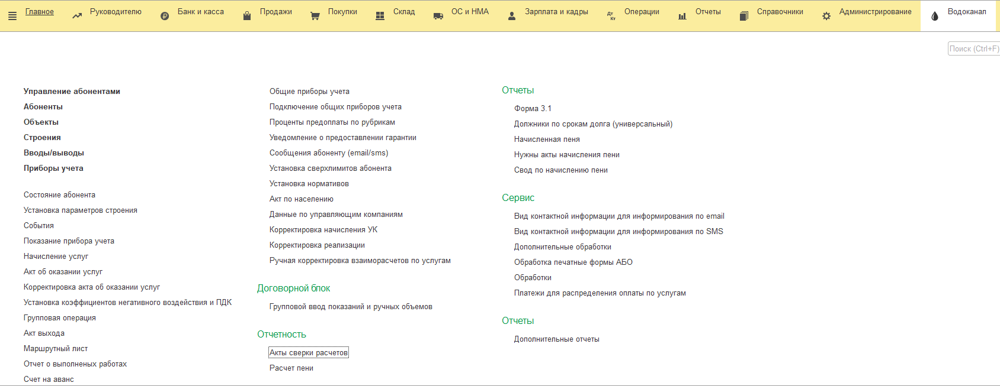 Главное
Руководителю
Банк и касса
Продажи
Покупки
Склад
ОС и НМА
Зарплата и кадры
Дт Кт
Операции
Отчеты
Справочники
Администрирование
Водоканал
Поиск (Ctrl+F)
Управление абонентами
Абоненты
Объекты
Строения
Вводы/выводы
Приборы учета
Состояние абонента
Установка параметров строения
События
Показание прибора учета
Начисление услуг
Акт об оказании услуг
Корректировка акта об оказании услуг
Установка коэффициентов негативного воздействия и ПДК
Групповая операция
Акт выхода
Маршрутный лист
Отчет о выполненых работах
Счет на аванс
Общие приборы учета
Подключение общих приборов учета
Проценты предоплаты по рубрикам
Уведомление о предоставлении гарантии
Сообщения абоненту (email/sms)
Установка сверхлимитов абонента
Установка нормативов
Акт по населению
Данные по управляющим компаниям
Корректировка начисления УК
Корректировка реализации
Ручная корректировка взаиморасчетов по услугам
Договорной блок
Групповой ввод показаний и ручных объемов
Отчетность
Акты сверки расчетов
Расчет пени
Отчеты
Форма 3.1
Должники по срокам долга (универсальный)
Начисленная пеня
Нужны акты начисления пени
Свод по начислению пени
Сервис
Вид контактной информации для информирования по email
Вид контактной информации для информирования по SMS
Дополнительные обработки
Обработка печатные формы АБО
Обработки
Платежи для распределения оплаты по услугам
Отчеты
Дополнительные отчеты